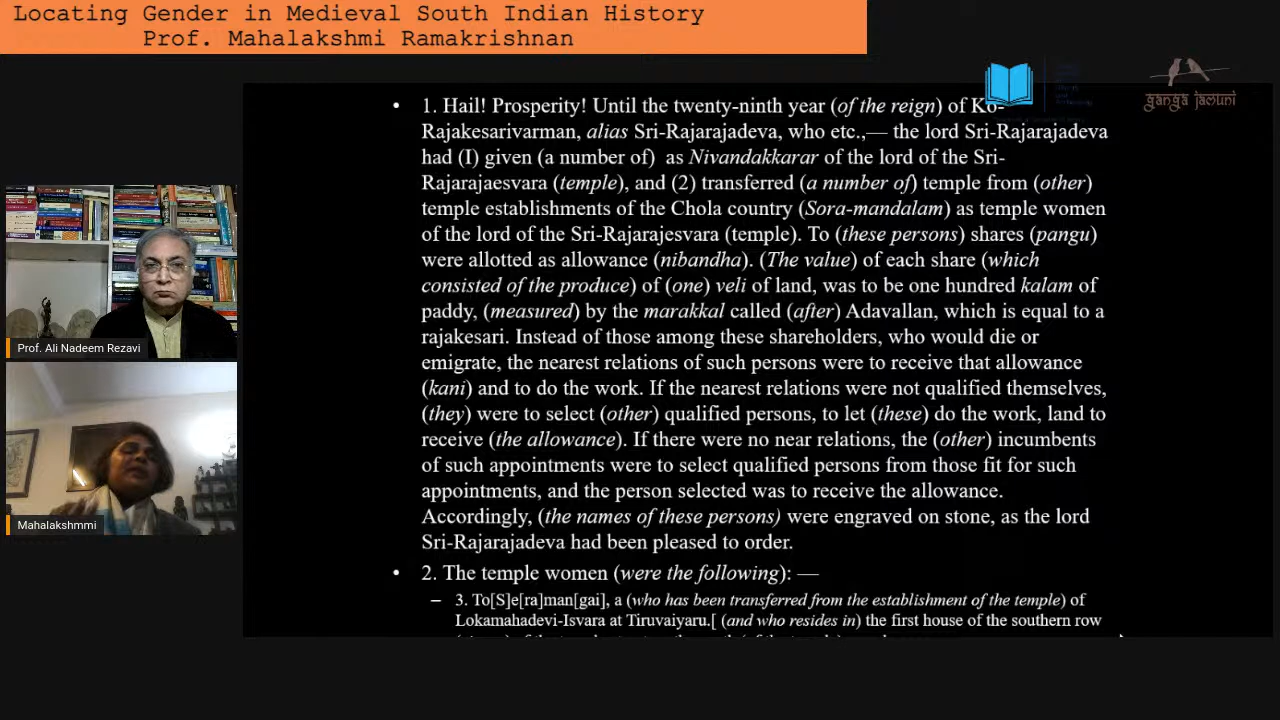 Locating Gender in Medieval South Indian History
Prof. Mahalakshmi Ramakrishnan
ganga jamuni
• 1. Hail! Prosperity! Until the twenty-ninth year (of the reign) of Ko-
Rajakesarivarman, alias Sri-Rajarajadeva, who etc.,— the lord Sri-Rajarajadeva
had (I) given (a number of) as Nivandakkarar of the lord of the Sri-
Rajarajaesvara (temple), and (2) transferred (a number of) temple from (other)
temple establishments of the Chola country (Sora-mandalam) as temple women
of the lord of the Sri-Rajarajesvara (temple). To (these persons) shares (pangu)
were allotted as allowance (nibandha). (The value) of each share (which
consisted of the produce) of (one) veli of land, was to be one hundred kalam of
paddy, (measured) by the marakkal called (after) Adavallan, which is equal to a
rajakesari. Instead of those among these shareholders, who would die or
emigrate, the nearest relations of such persons were to receive that allowance
(kani) and to do the work. If the nearest relations were not qualified themselves,
(they) were to select (other) qualified persons, to let (these) do the work, land to
receive (the allowance). If there were no near relations, the (other) incumbents
of such appointments were to select qualified persons from those fit for such
appointments, and the person selected was to receive the allowance.
Accordingly, (the names of these persons) were engraved on stone, as the lord
Sri-Rajarajadeva had been pleased to order.
• 2. The temple women (were the following): —
– 3. To[S]e[ra]man[gai], a (who has been transferred from the establishment of the temple) of
Lokamahadevi-Isvara at Tiruvaiyaru.[ (and who resides in) the first house of the southern row
Prof. Ali Nadeem Rezavi
Mahalakshmmi